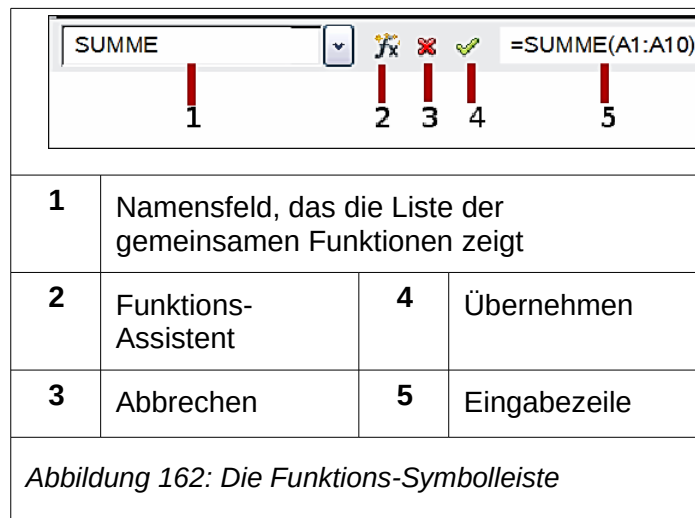 SUMME =SUMME(A1:A10)
1 2 3 4 5
1 Namensfeld, das die Liste der
gemeinsamen Funktionen zeigt
2 Funktions-
Assistent
4 Übernehmen
3 Abbrechen 5 Eingabezeile
Abbildung 162: Die Funktions-Symbolleiste